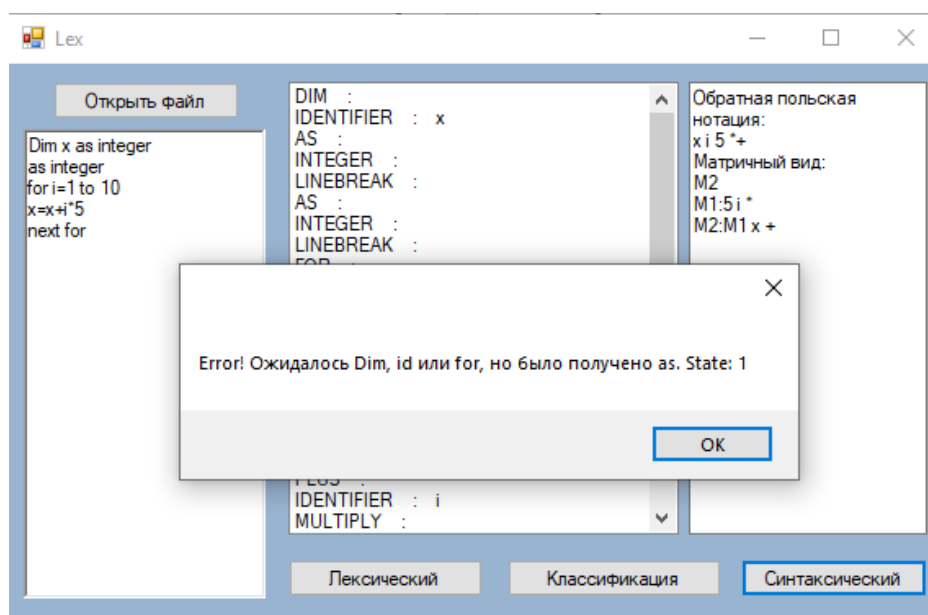 Lex
Открыть файл
Dim x as integer
as integer
for i=1 to 10
x=x+i*5
next for
DIM :
IDENTIFIER : x
AS :
INTEGER :
LINEBREAK :
AS :
INTEGER :
LINEBREAK :
FOR :
Обратная польская
нотация:
x i 5 *+
Матричный вид:
M2
M1:5 i *
M2:M1 x +
Error! Ожидалось Dim, id или for, но было получено as. State: 1
OK
PLUS :
IDENTIFIER : i
MULTIPLY :
Лексический
Классификация
Синтаксический